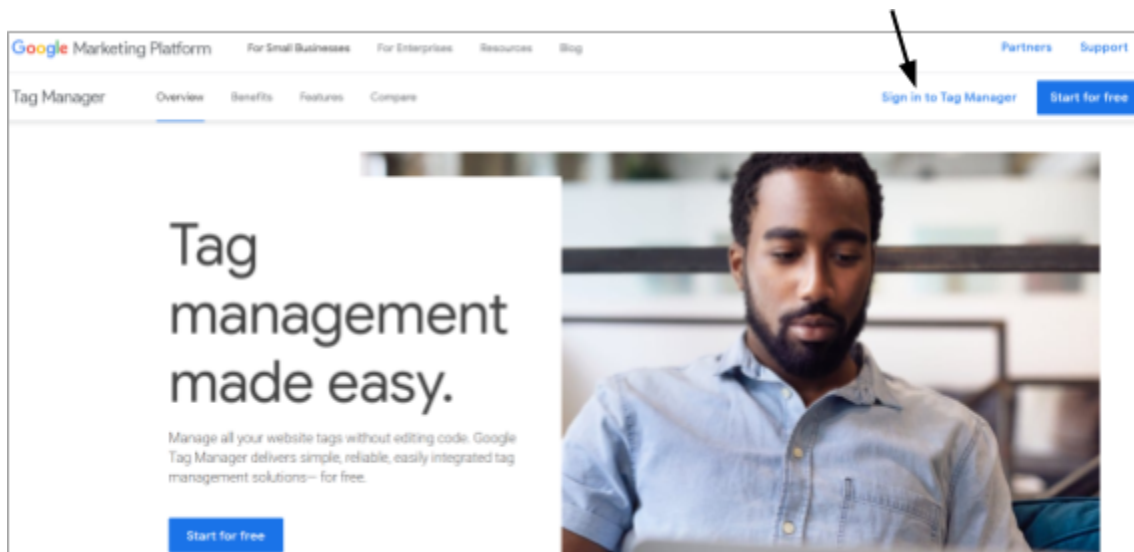 Google Marketing Platform For Small Businesses For Enterprises Resources Blog Partners Support
Tag Manager Overview Benefits Features Compare Sign in to Tag Manager Start for free
Tag
management
made easy.
Manage all your website tags without editing code. Google
Tag Manager delivers simple, reliable, easily integrated tag
management solutions— for free.
Start for free